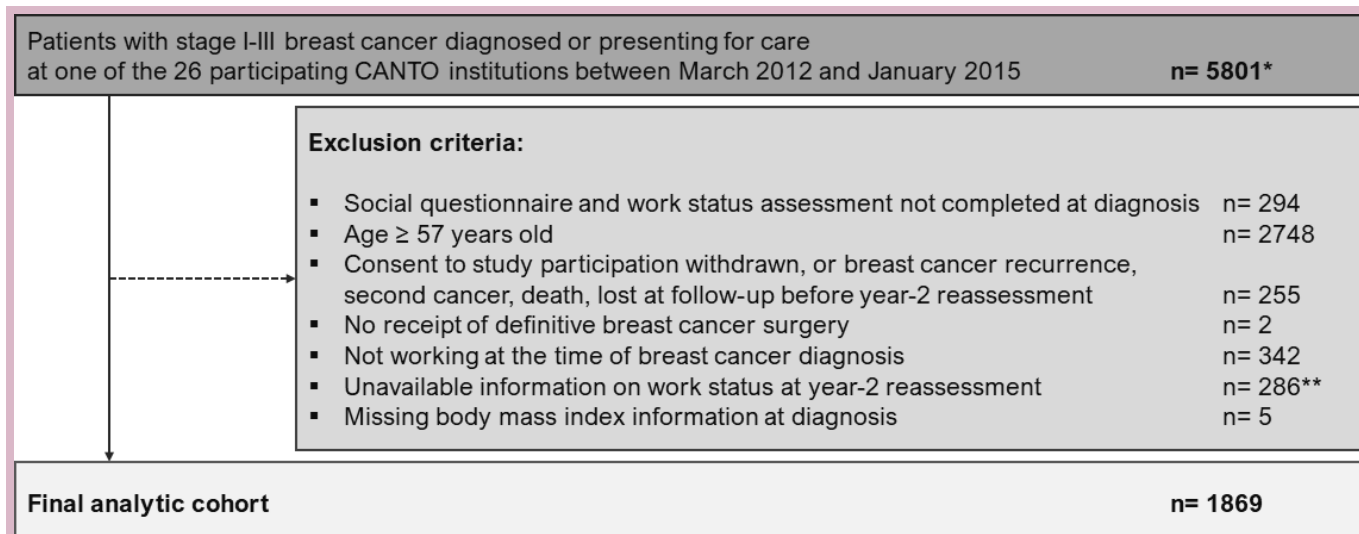 Patients with stage I-III breast cancer diagnosed or presenting for care
at one of the 26 participating CANTO institutions between March 2012 and January 2015 n= 5801*
Exclusion criteria:
▪ Social questionnaire and work status assessment not completed at diagnosis n= 294
▪ Age ≥ 57 years old n= 2748
▪ Consent to study participation withdrawn, or breast cancer recurrence,
second cancer, death, lost at follow-up before year-2 reassessment n= 255
▪ No receipt of definitive breast cancer surgery n= 2
▪ Not working at the time of breast cancer diagnosis n= 342
▪ Unavailable information on work status at year-2 reassessment n= 286**
▪ Missing body mass index information at diagnosis n= 5
Final analytic cohort n= 1869